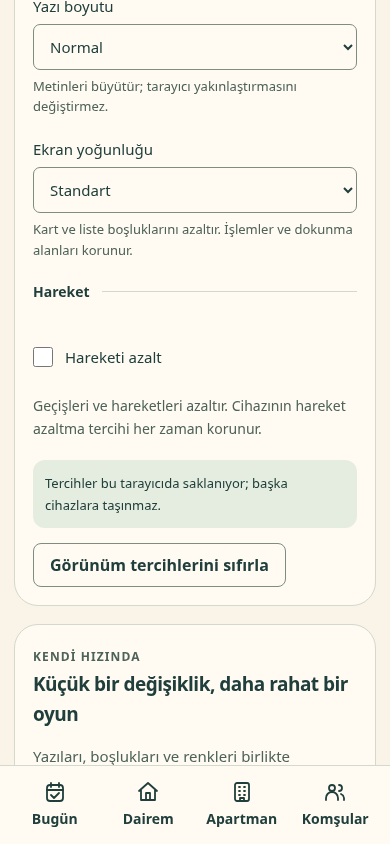 Yazı boyutu
Normal
Metinleri büyütür; tarayıcı yakınlaştırmasını
değiştirmez.
Ekran yoğunluğu
Standart
Kart ve liste boşluklarını azaltır. İşlemler ve dokunma
alanları korunur.
Hareket
Hareketi azalt
Geçişleri ve hareketleri azaltır. Cihazının hareket
azaltma tercihi her zaman korunur.
Tercihler bu tarayıcıda saklanıyor; başka
cihazlara taşınmaz.
Görünüm tercihlerini sıfırla
KENDİ HIZINDA
Küçük bir değişiklik, daha rahat bir
oyun
Yazıları, boşlukları ve renkleri birlikte
Bugün
Dairem
Apartman
Komşular